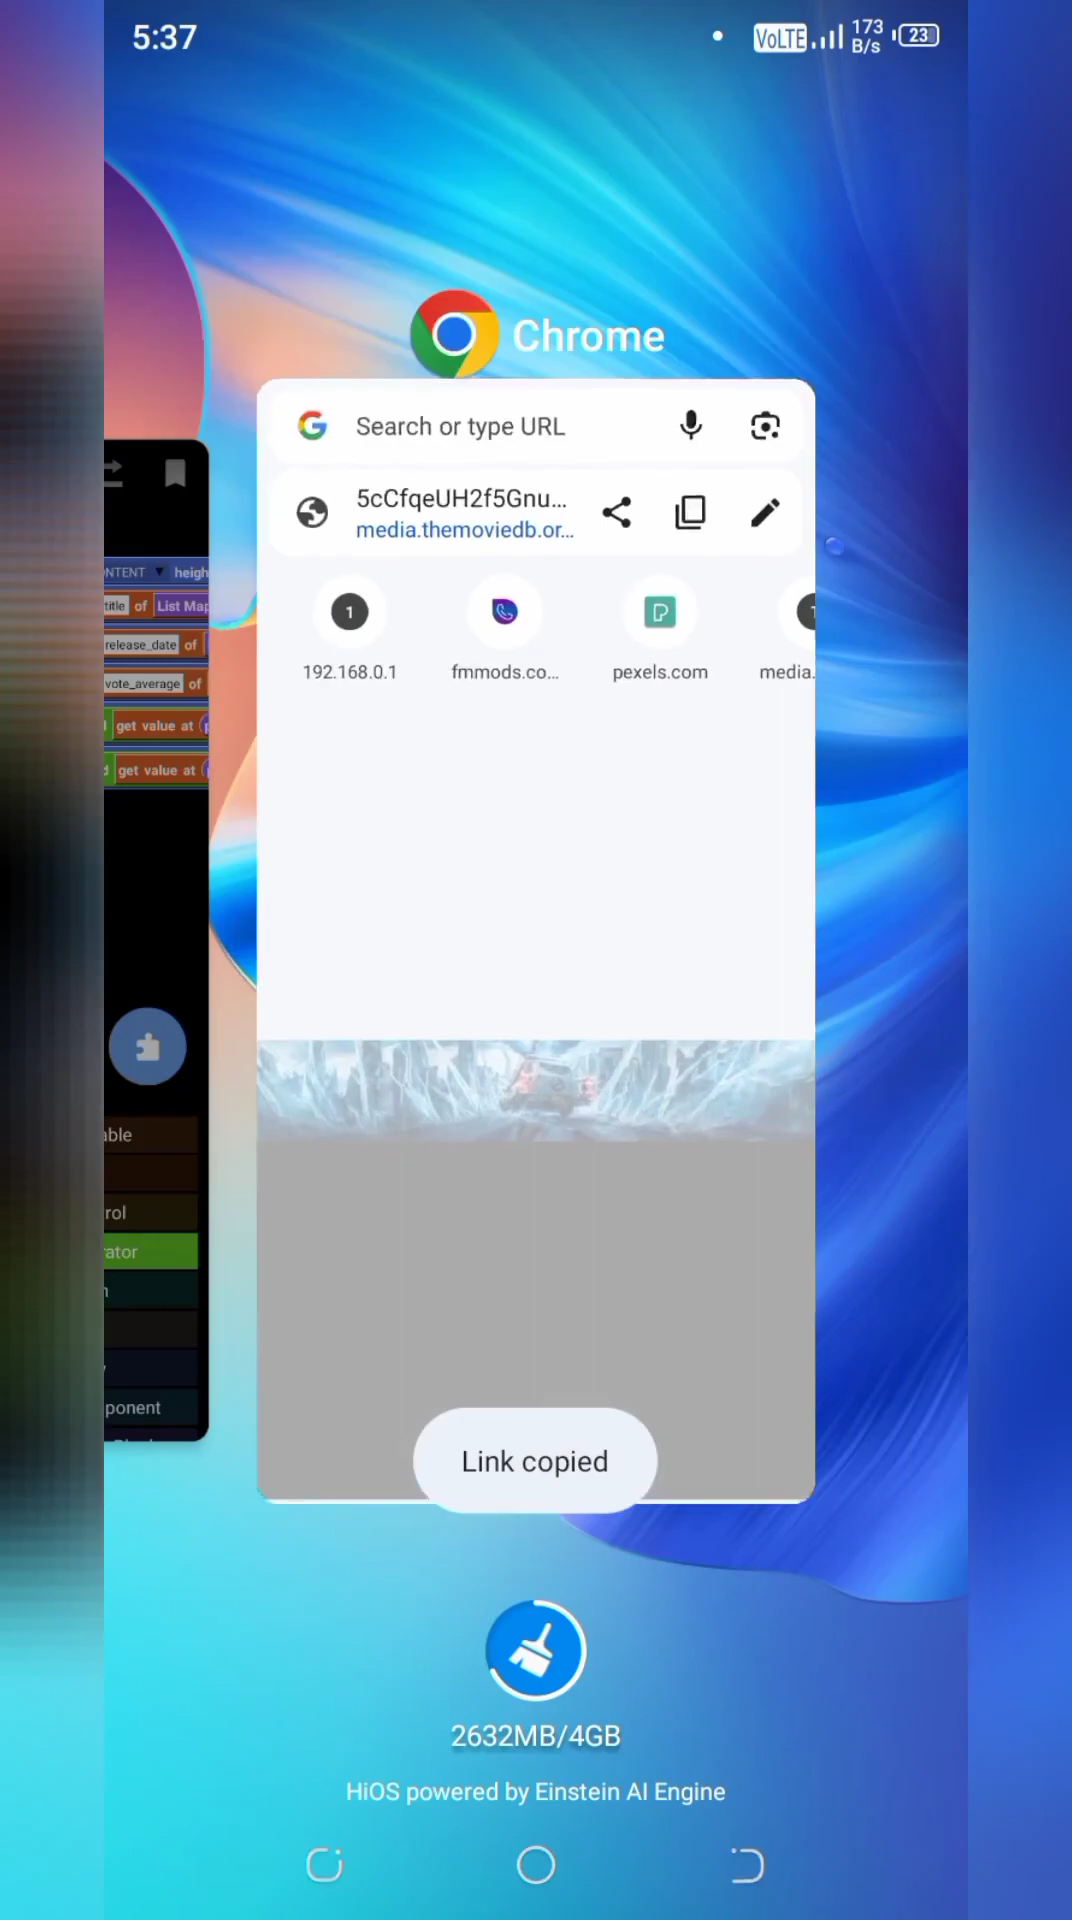 5:37
VoLTE
173
B/s
23
Chrome
Search or type URL
5cCfqeUH2f5Gnu...
media.themoviedb.or...
1
192.168.0.1
fmmods.co...
pexels.com
media.
NTENT
heigh
title of List Map
release_date of
vote_average of
get value at
get value at
able
rol
rator
ponent
Link copied
2632MB/4GB
HiOS powered by Einstein AI Engine